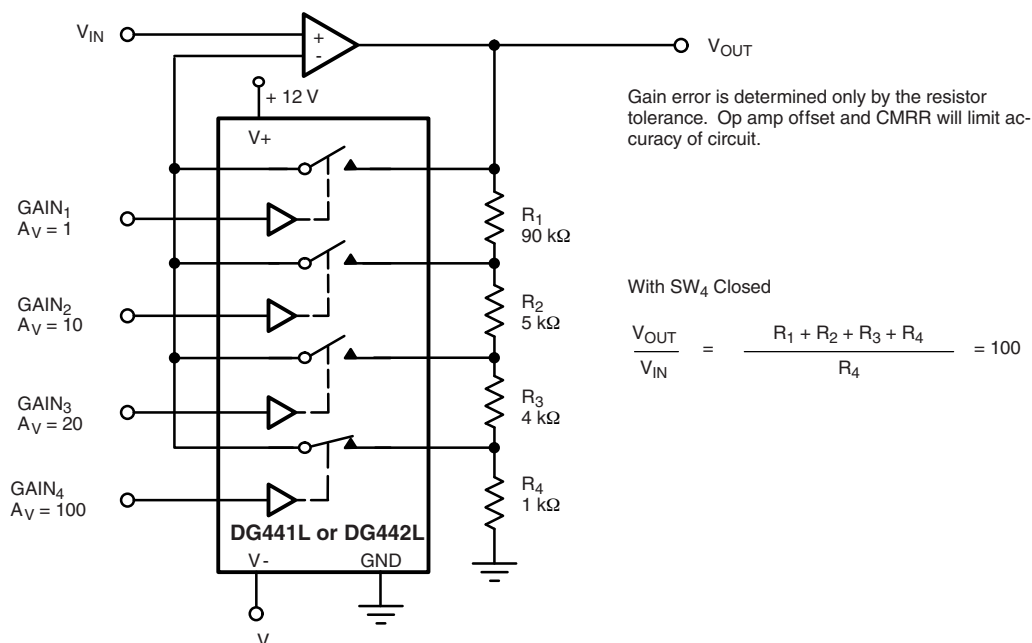 VIN
+
-
VOUT
+ 12 V
V+
Gain error is determined only by the resistor
tolerance. Op amp offset and CMRR will limit ac-
curacy of circuit.
GAIN1
AV = 1
R1
90 kΩ
GAIN2
AV = 10
R2
5 kΩ
With SW4 Closed
VOUT
VIN
=
R1 + R2 + R3 + R4
R4
= 100
GAIN3
AV = 20
R3
4 kΩ
GAIN4
AV = 100
R4
1 kΩ
DG441L or DG442L
V-
GND
V